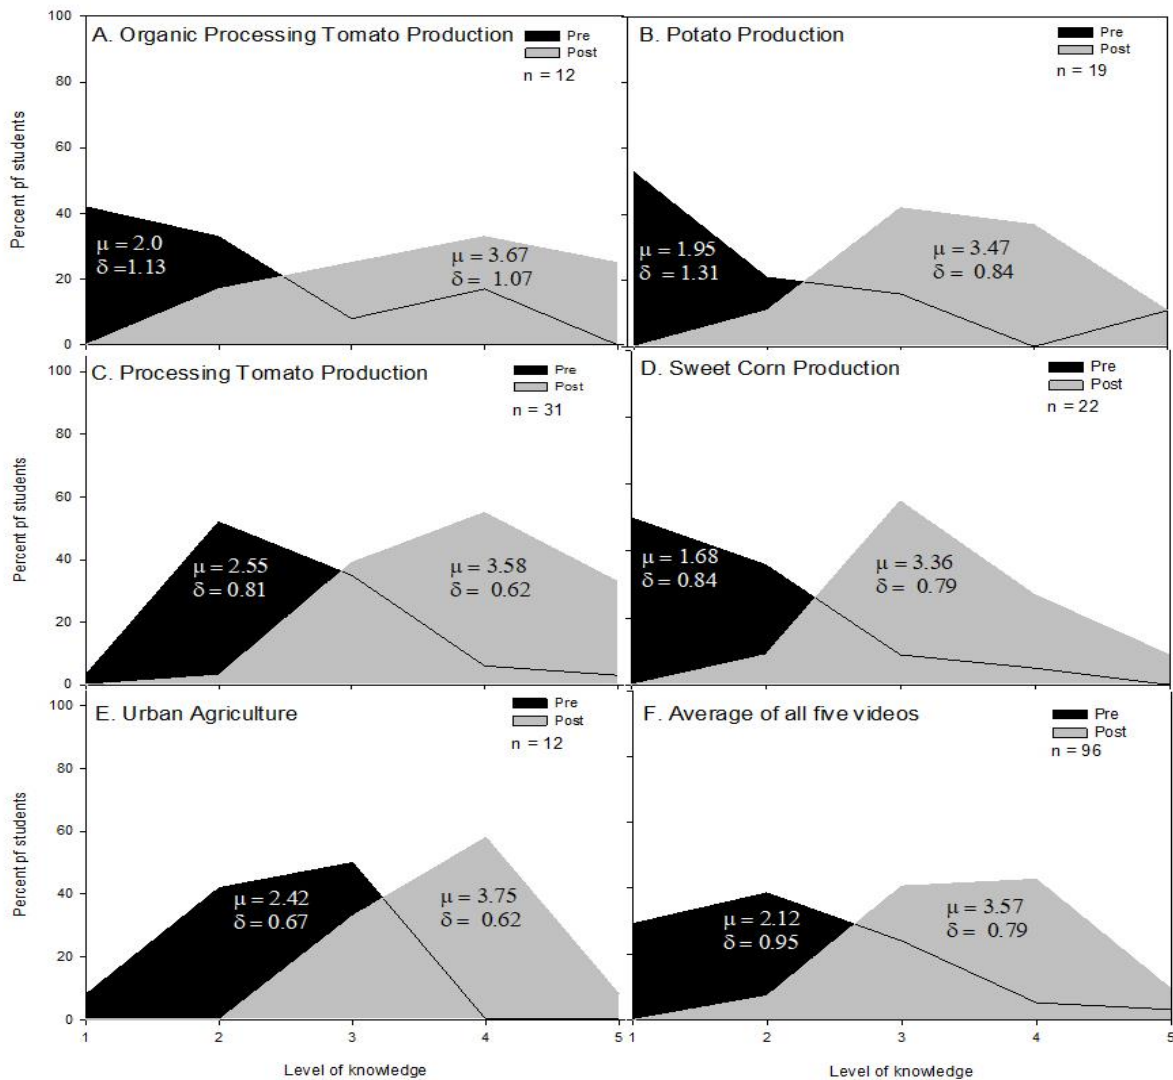 A. Organic Processing Tomato Production
Pre
Post
n = 12
μ = 2.0
δ =1.13
μ = 3.67
δ = 1.07
100
80
60
40
20
0
Percent pf students
B. Potato Production
Pre
Post
n = 19
μ = 1.95
δ = 1.31
μ = 3.47
δ = 0.84
C. Processing Tomato Production
Pre
Post
n = 31
μ = 2.55
δ = 0.81
μ = 3.58
δ = 0.62
100
80
60
40
20
0
Percent pf students
D. Sweet Corn Production
Pre
Post
n = 22
μ = 1.68
δ = 0.84
μ = 3.36
δ = 0.79
E. Urban Agriculture
Pre
Post
n = 12
μ = 2.42
δ = 0.67
μ = 3.75
δ = 0.62
100
80
60
40
20
0
Percent pf students
1 2 3 4 5
Level of knowledge
F. Average of all five videos
Pre
Post
n = 96
μ = 2.12
δ = 0.95
μ = 3.57
δ = 0.79
1 2 3 4 5
Level of knowledge